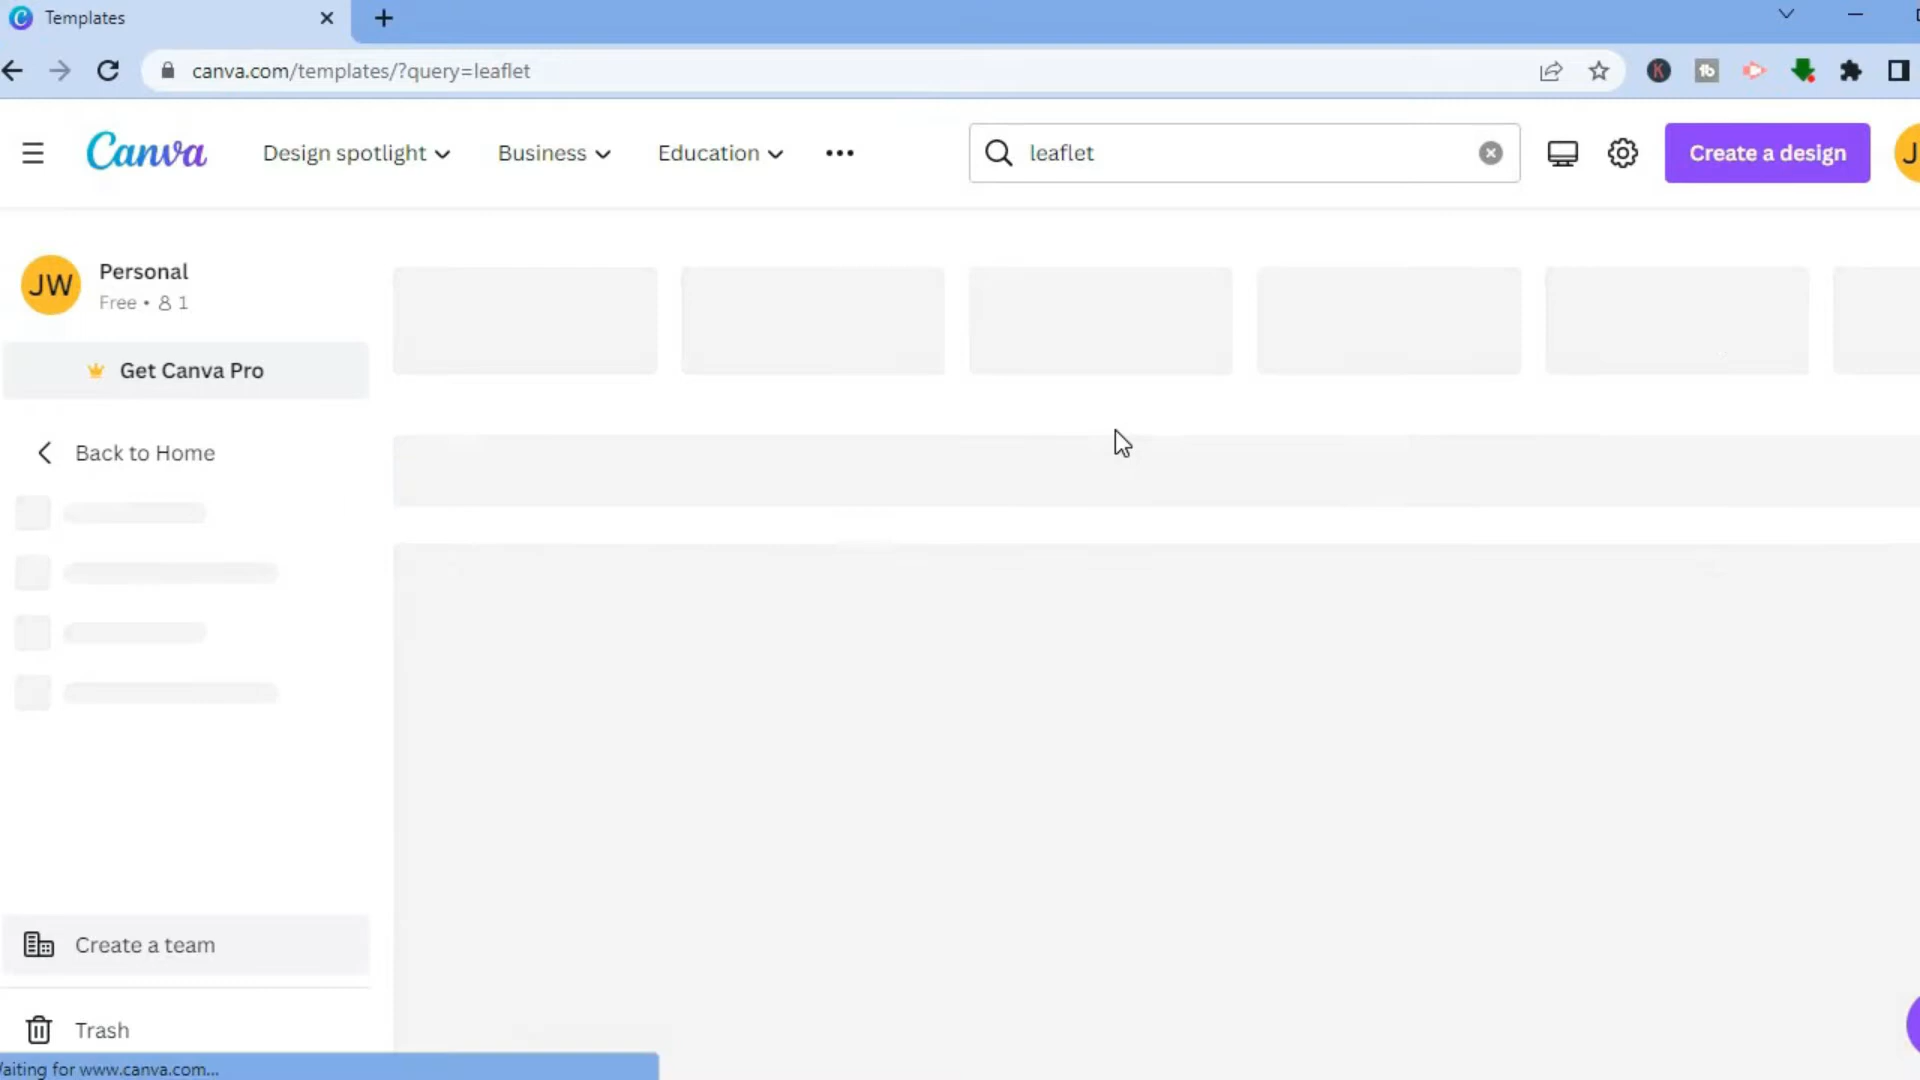 Templates
canva.com/templates/?query=leaflet
Canva
Design spotlight
Business
Education
leaflet
Create a design
J
JW
Personal
Free • 1
Get Canva Pro
Back to Home
Create a team
Trash
aiting for www.canva.com...
K
tb